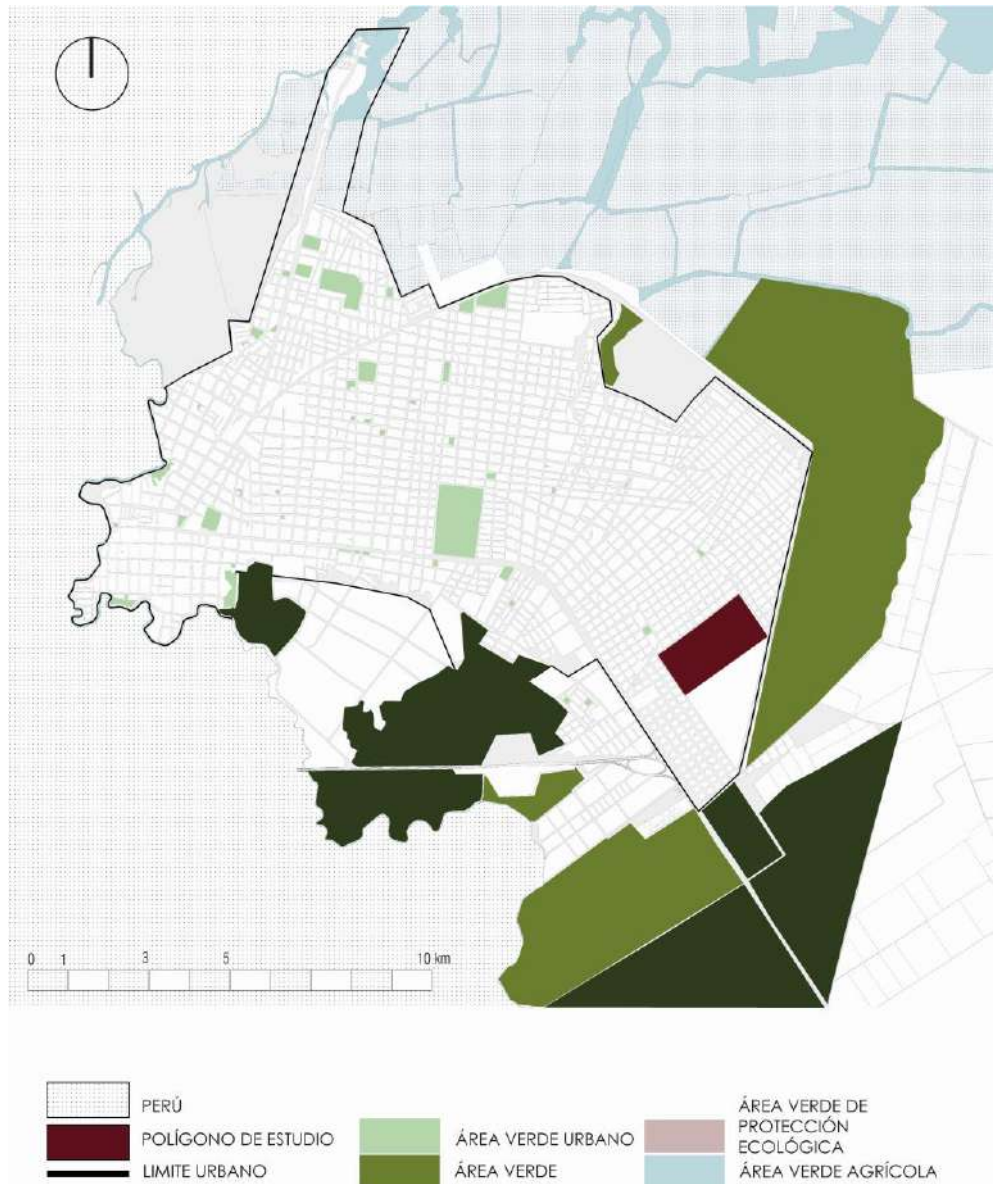 0 1 3 5 10 km
PERÚ
POLÍGONO DE ESTUDIO
LIMITE URBANO
ÁREA VERDE URBANO
ÁREA VERDE
ÁREA VERDE DE
PROTECCIÓN
ECOLÓGICA
ÁREA VERDE AGRÍCOLA